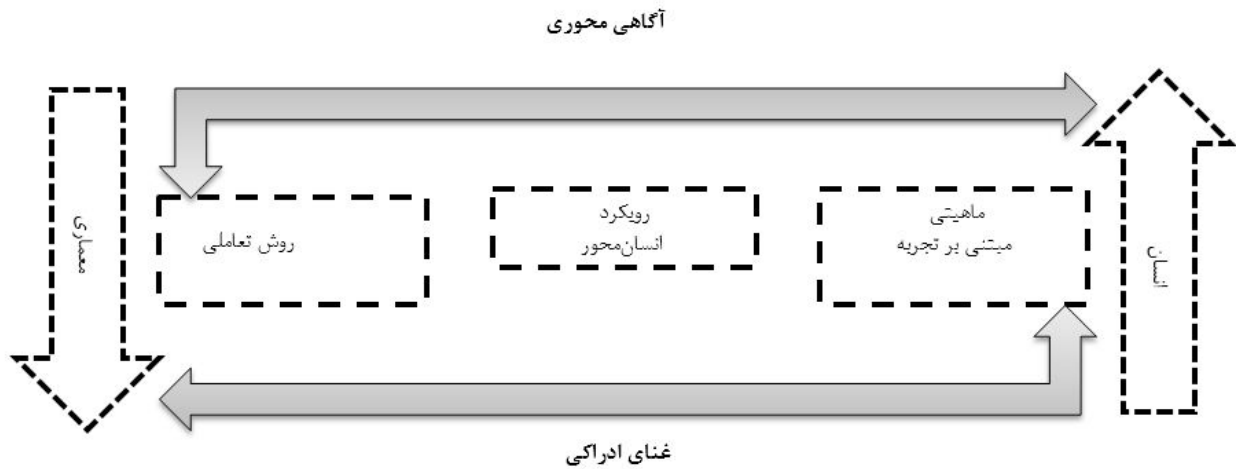 آگاهی محوری
ماهیتی
مبتنی بر تجربه
رویکرد
انسان‌محور
روش تعاملی
انسان
معماری
غنای ادراکی